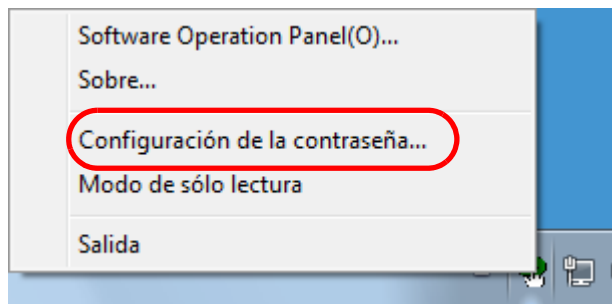 Software Operation Panel(O)...
Sobre...
Configuración de la contraseña...
Modo de sólo lectura
Salida